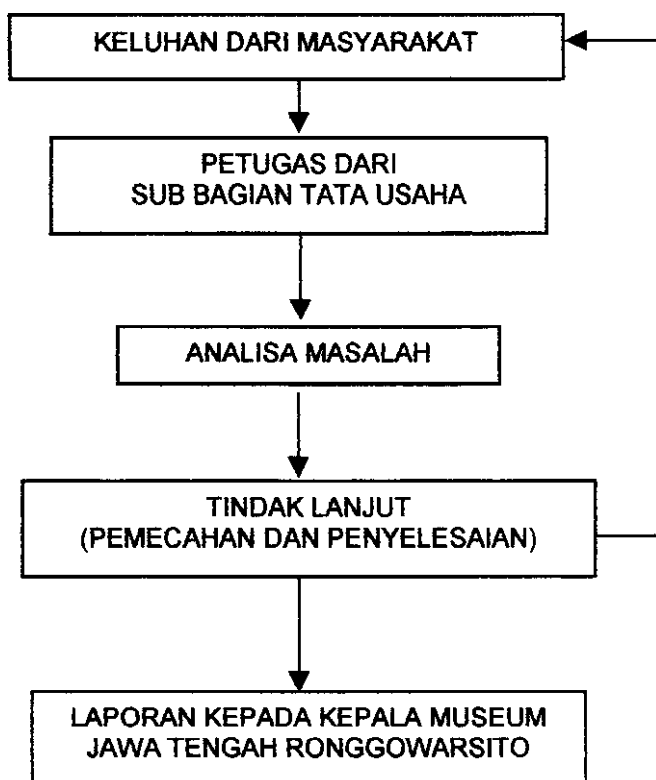 KELUHAN DARI MASYARAKAT
PETUGAS DARI
SUB BAGIAN TATA USAHA
ANALISA MASALAH
TINDAK LANJUT
(PEMECAHAN DAN PENYELESAIAN)
LAPORAN KEPADA KEPALA MUSEUM
JAWA TENGAH RONGGOWARSITO